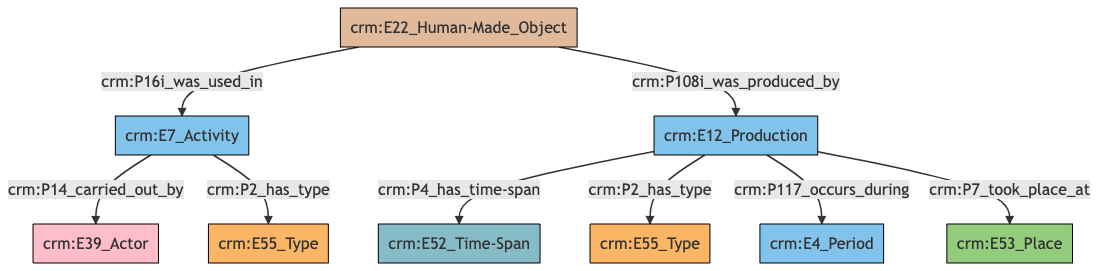 crm:E22_Human-Made_Object
crm:P16i_was_used_in
crm:P108i_was_produced_by
crm:E7_Activity
crm:E12_Production
crm:P14_carried_out_by
crm:P2_has_type
crm:P4_has_time-span
crm:P2_has_type
crm:P117_occurs_during
crm:P7_took_place_at
crm:E39_Actor
crm:E55_Type
crm:E52_Time-Span
crm:E55_Type
crm:E4_Period
crm:E53_Place